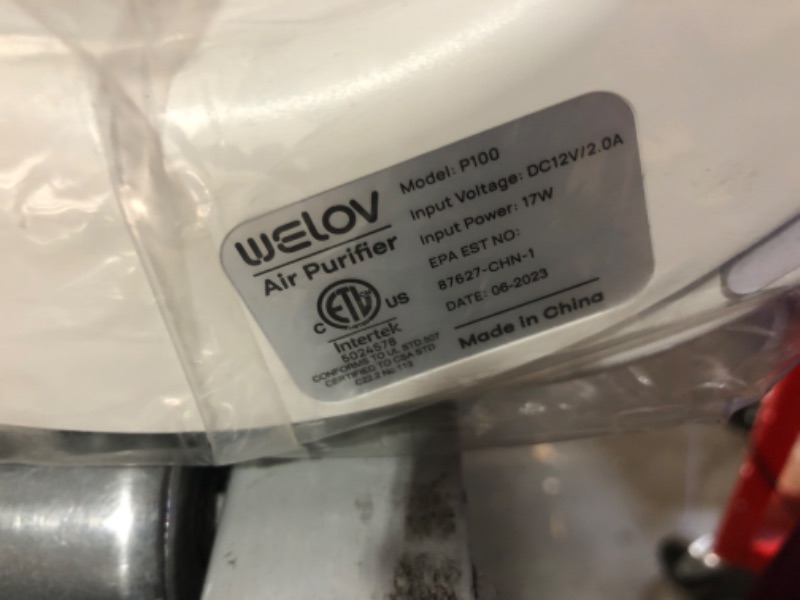 WELOV
Air Purifier
C ETL US
Intertek
5024578
CONFORMS TO UL STD.507
CERTIFIED TO CSA STD
C22.2 No.113
Model: P100
Input Voltage: DC12V/2.0A
Input Power: 17W
EPA EST NO:
87627-CHN-1
DATE: 06-2023
Made in China